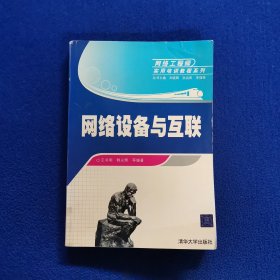 网络工程师
实用培训教程系列
网络设备与互联
清华大学出版社